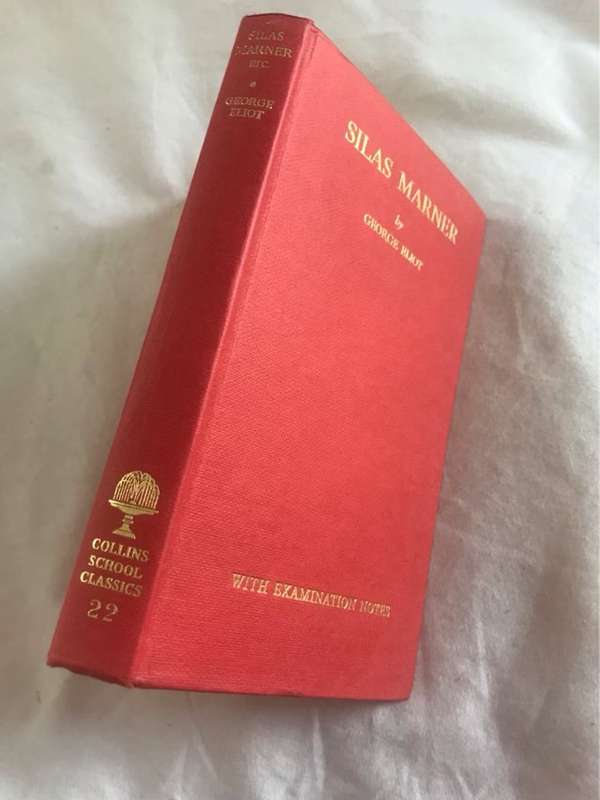 SILAS
MARNER
ETC.
GEORGE
ELIOT
COLLINS
SCHOOL
CLASSICS
22
SILAS MARNER
by
GEORGE ELIOT
WITH EXAMINATION NOTES